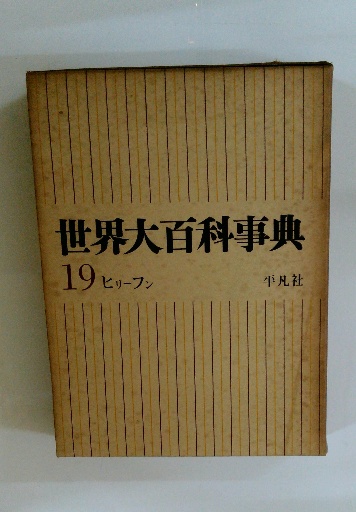 世界大百科事典
19 ヒリーフン
平凡社